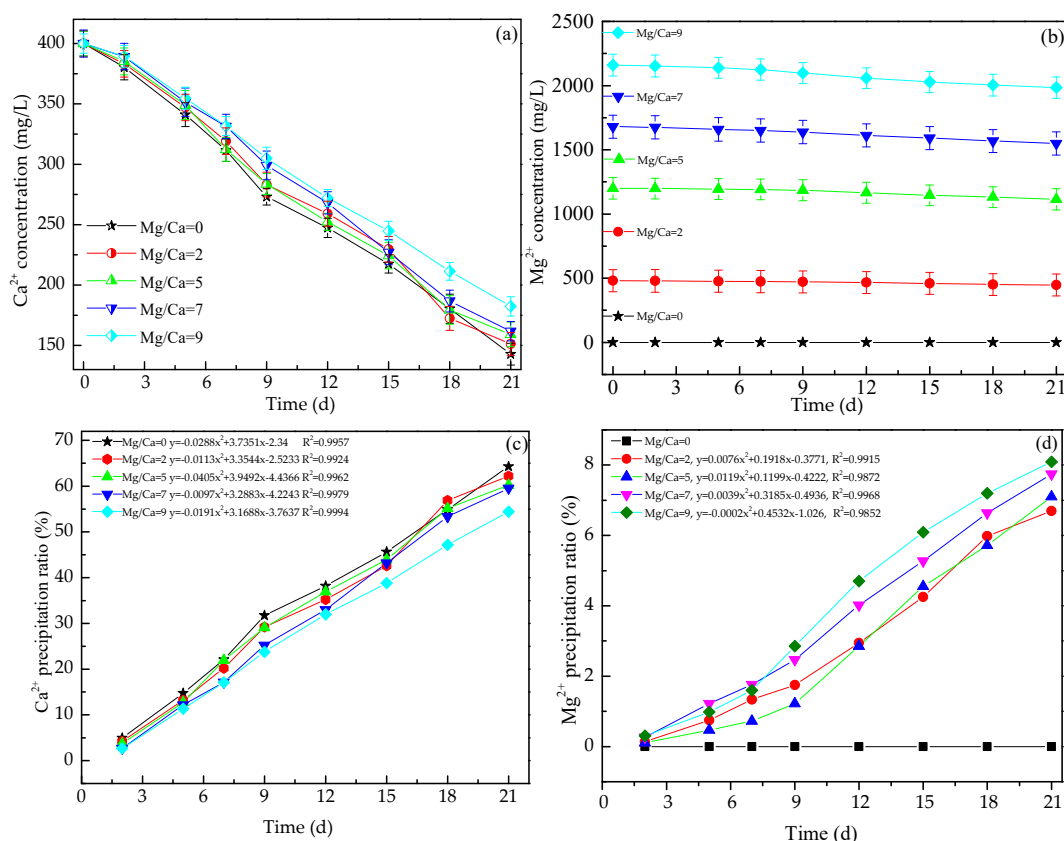 (a)
Ca²⁺ concentration (mg/L)
400
350
300
250
200
150
Mg/Ca=0
Mg/Ca=2
Mg/Ca=5
Mg/Ca=7
Mg/Ca=9
0 3 6 9 12 15 18 21
Time (d)
(b)
Mg²⁺ concentration (mg/L)
2500
2000
1500
1000
500
0
Mg/Ca=9
Mg/Ca=7
Mg/Ca=5
Mg/Ca=2
Mg/Ca=0
0 3 6 9 12 15 18 21
Time (d)
(c)
Ca²⁺ precipitation ratio (%)
70
60
50
40
30
20
10
0
Mg/Ca=0 y=-0.0288x²+3.7351x-2.34 R²=0.9957
Mg/Ca=2 y=-0.0113x²+3.3544x-2.5233 R²=0.9924
Mg/Ca=5 y=-0.0405x²+3.9492x-4.4366 R²=0.9962
Mg/Ca=7 y=-0.0097x²+3.2883x-4.2243 R²=0.9979
Mg/Ca=9 y=-0.0191x²+3.1688x-3.7637 R²=0.9994
0 3 6 9 12 15 18 21
Time (d)
(d)
Mg²⁺ precipitation ratio (%)
8
6
4
2
0
Mg/Ca=0
Mg/Ca=2, y=0.0076x²+0.1918x-0.3771, R²=0.9915
Mg/Ca=5, y=0.0119x²+0.1199x-0.4222, R²=0.9872
Mg/Ca=7, y=0.0039x²+0.3185x-0.4936, R²=0.9968
Mg/Ca=9, y=-0.0002x²+0.4532x-1.026, R²=0.9852
0 3 6 9 12 15 18 21
Time (d)